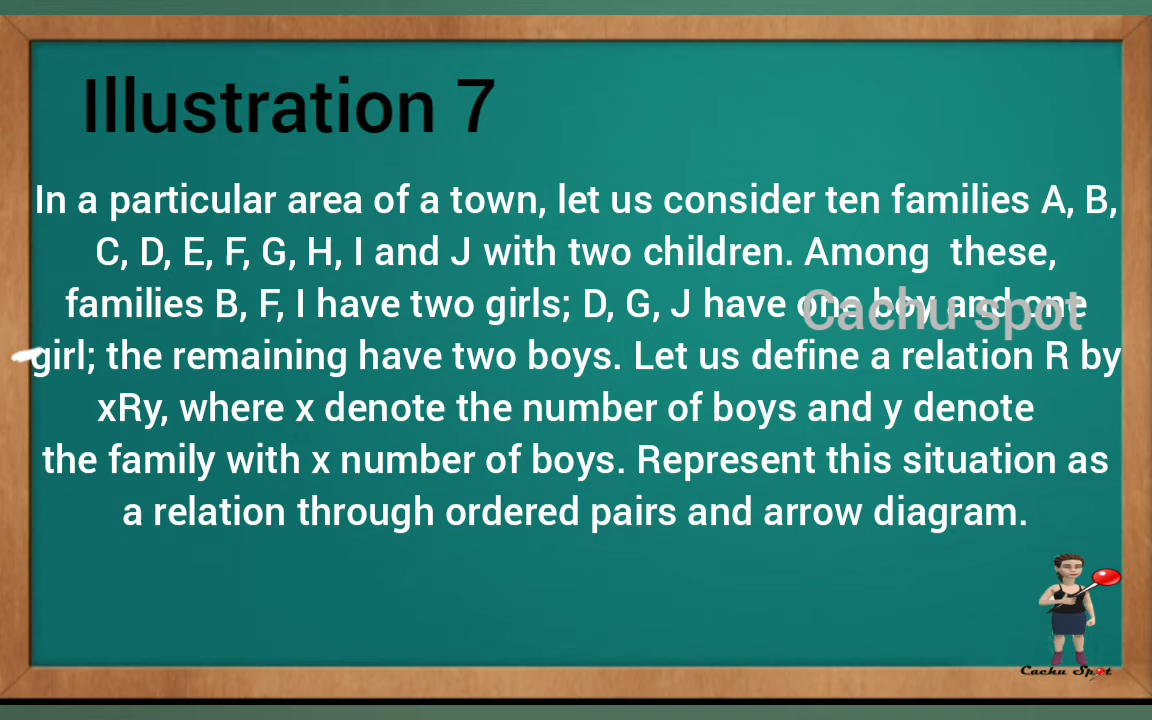 Illustration 7
In a particular area of a town, let us consider ten families A, B,
C, D, E, F, G, H, I and J with two children. Among these,
families B, F, I have two girls; D, G, J have one boy and one
Cachu spot
girl; the remaining have two boys. Let us define a relation R by
xRy, where x denote the number of boys and y denote
the family with x number of boys. Represent this situation as
a relation through ordered pairs and arrow diagram.
Cachu Spot